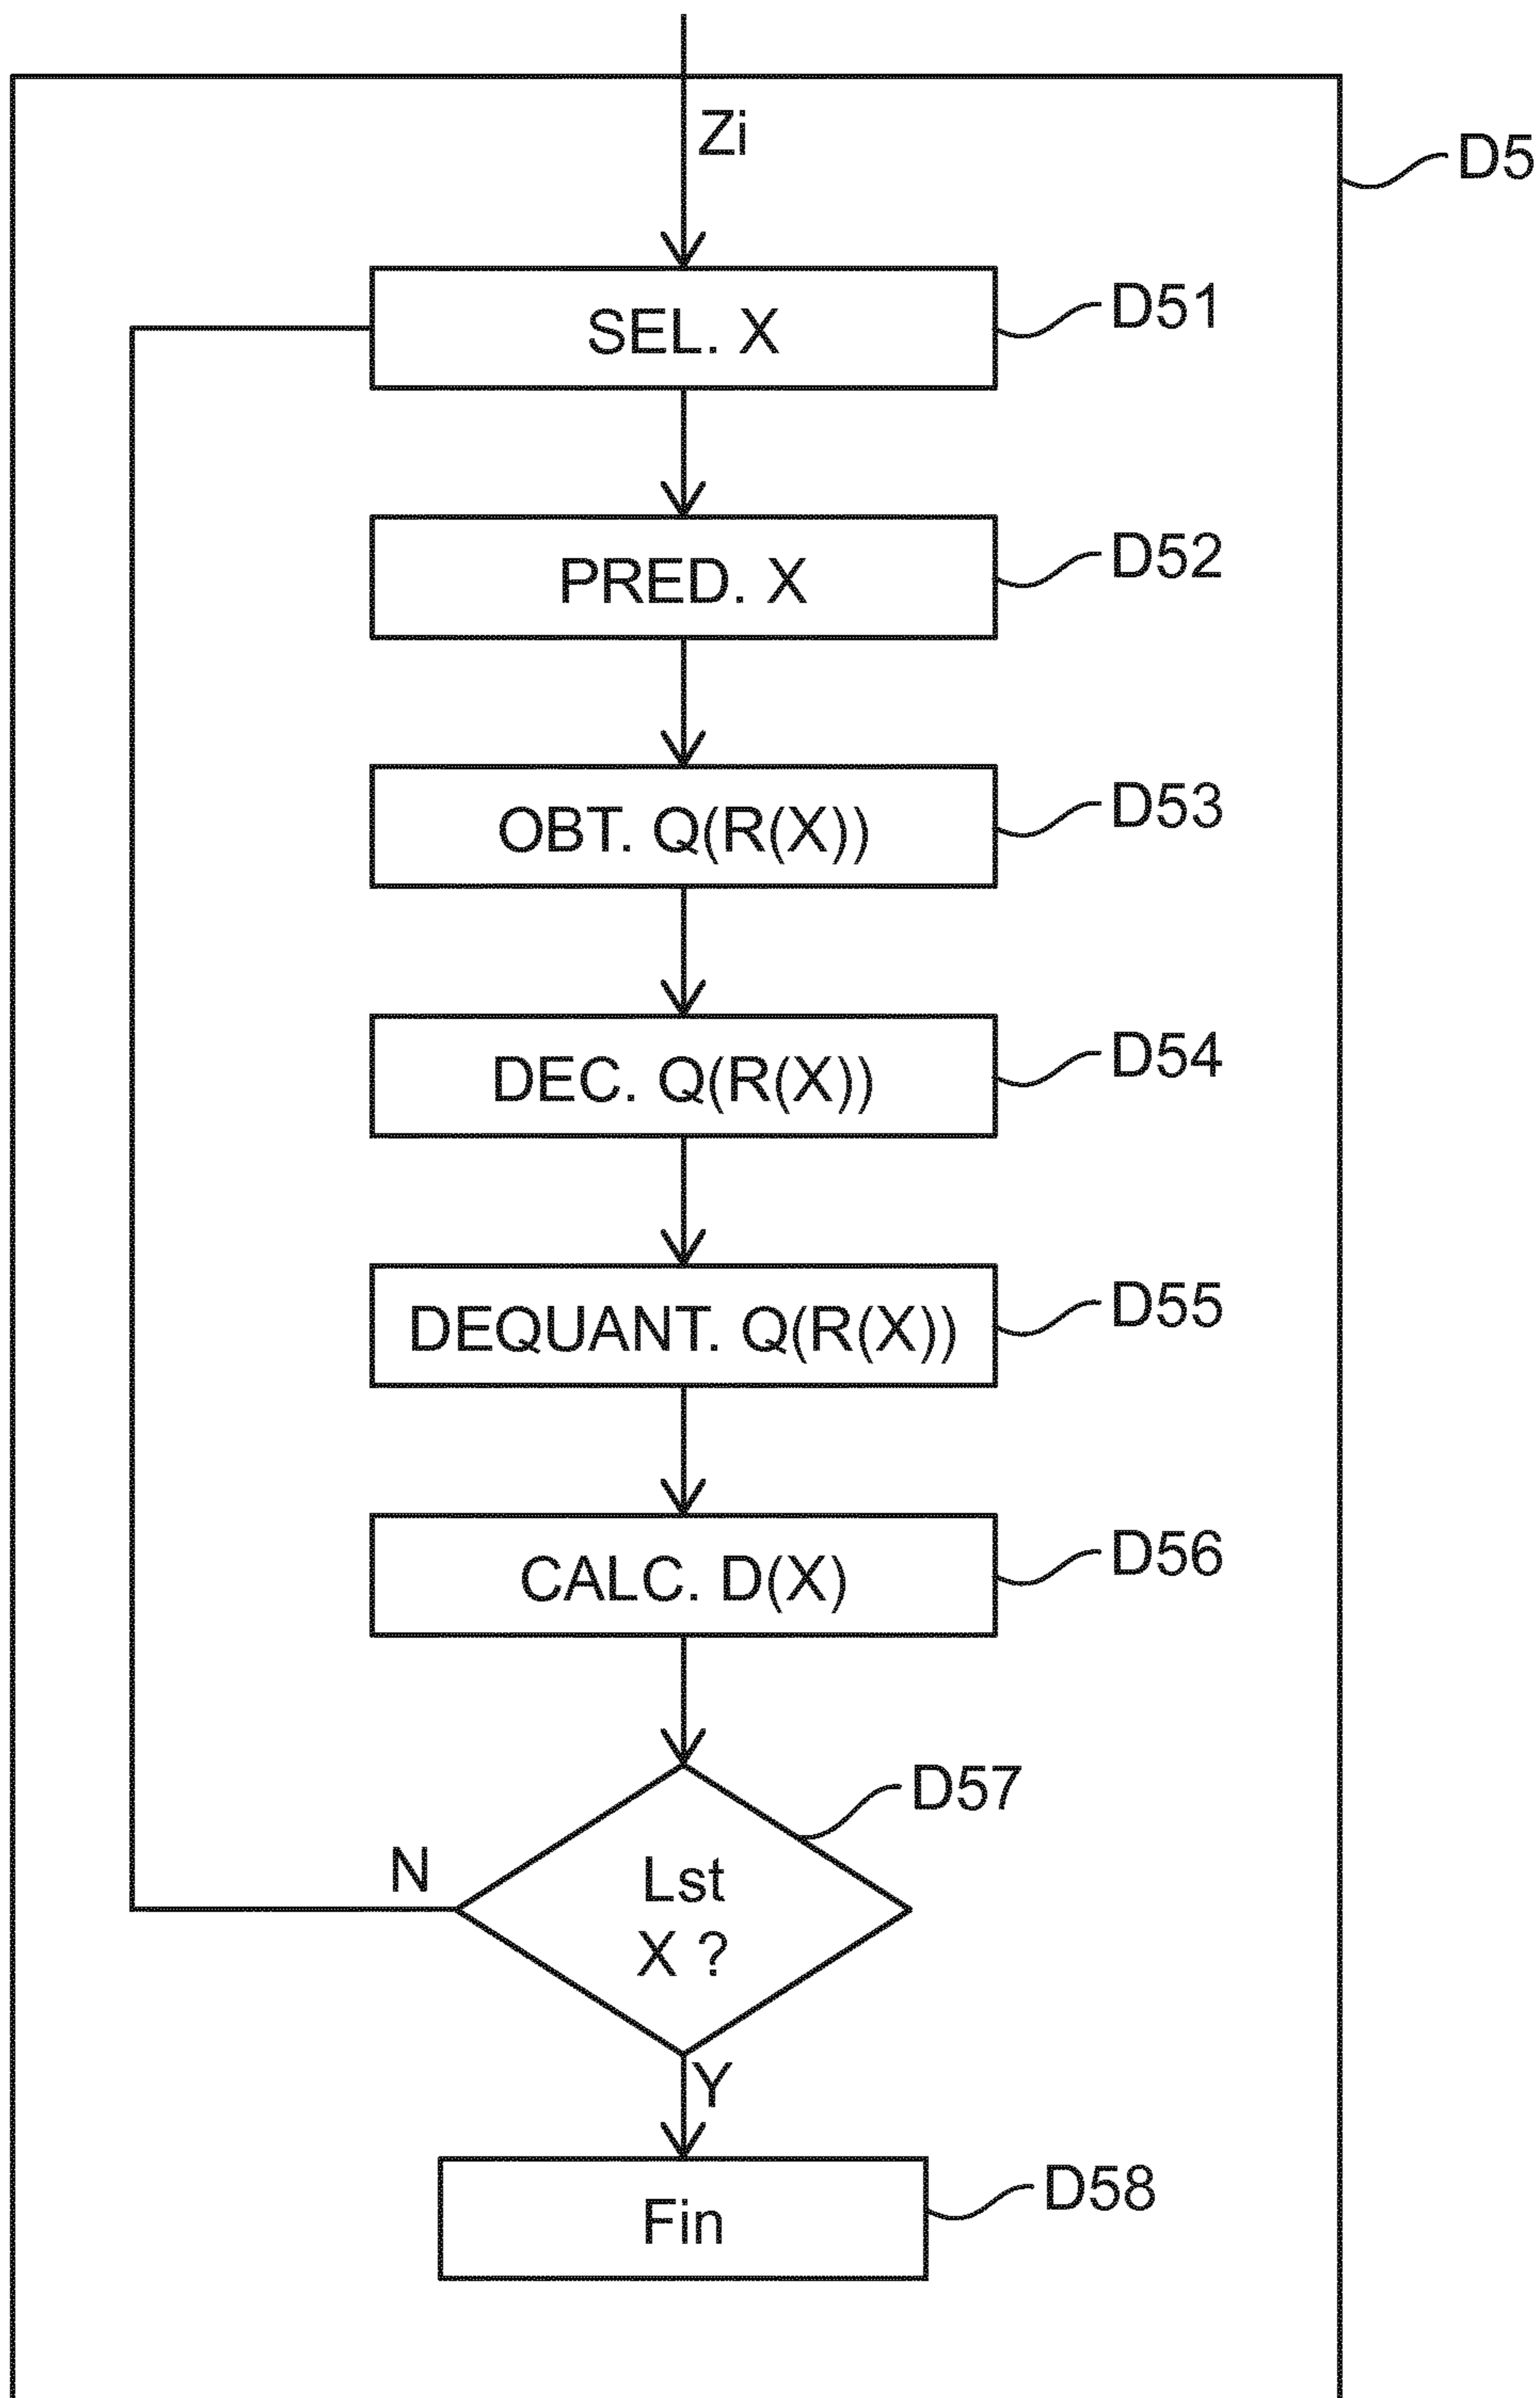 Zi
D5
SEL. X
D51
PRED. X
D52
OBT. Q(R(X))
D53
DEC. Q(R(X))
D54
DEQUANT. Q(R(X))
D55
CALC. D(X)
D56
D57
N
Lst
X ?
Y
Fin
D58